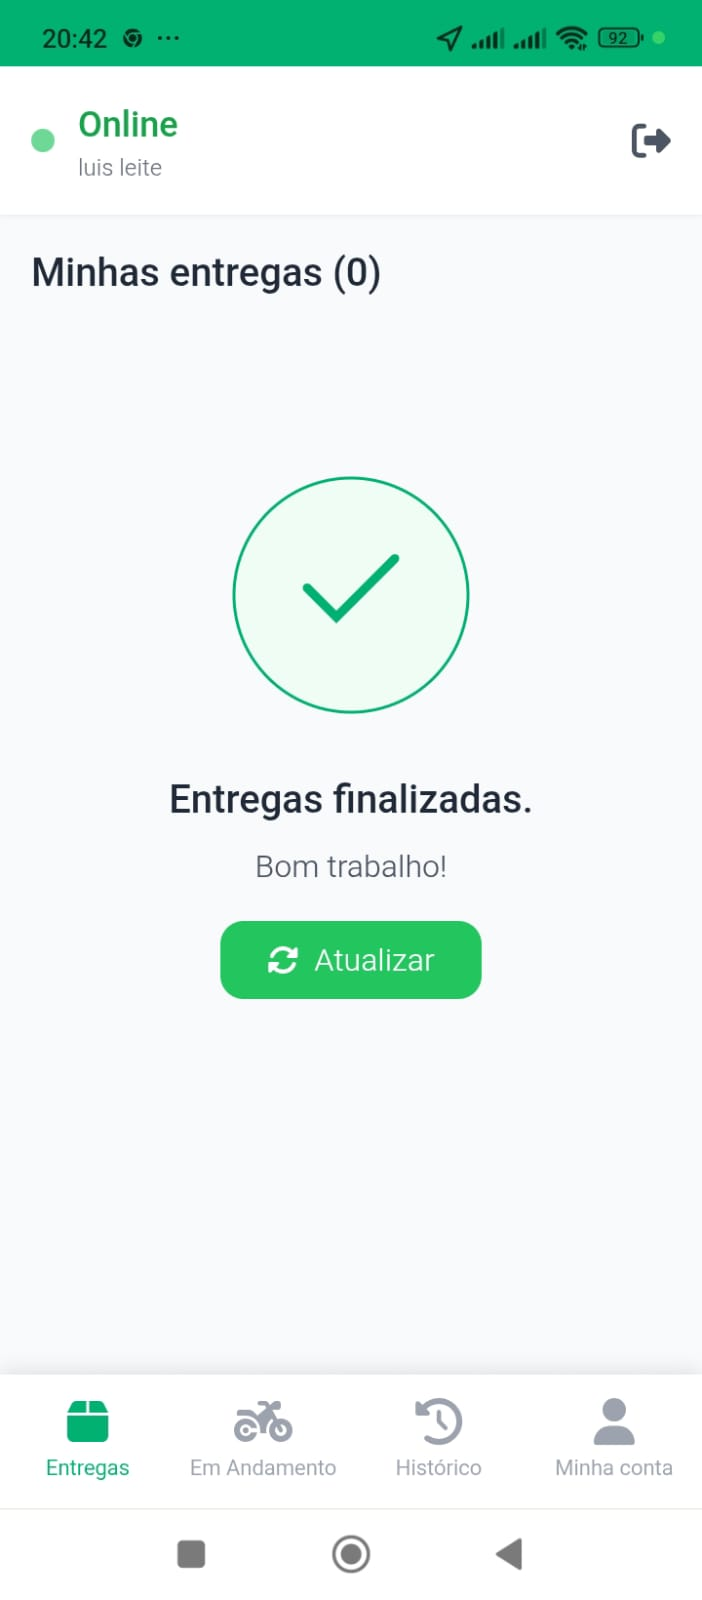 20:42
92
Online
luis leite
Minhas entregas (0)
Entregas finalizadas.
Bom trabalho!
Atualizar
Entregas
Em Andamento
Histórico
Minha conta